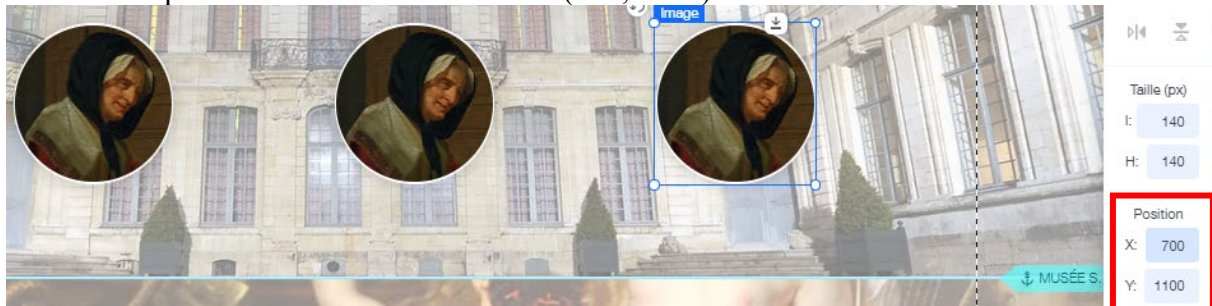 Image
Taille (px)
l: 140
H: 140
Position
X: 700
MUSÉE S.
Y: 1100